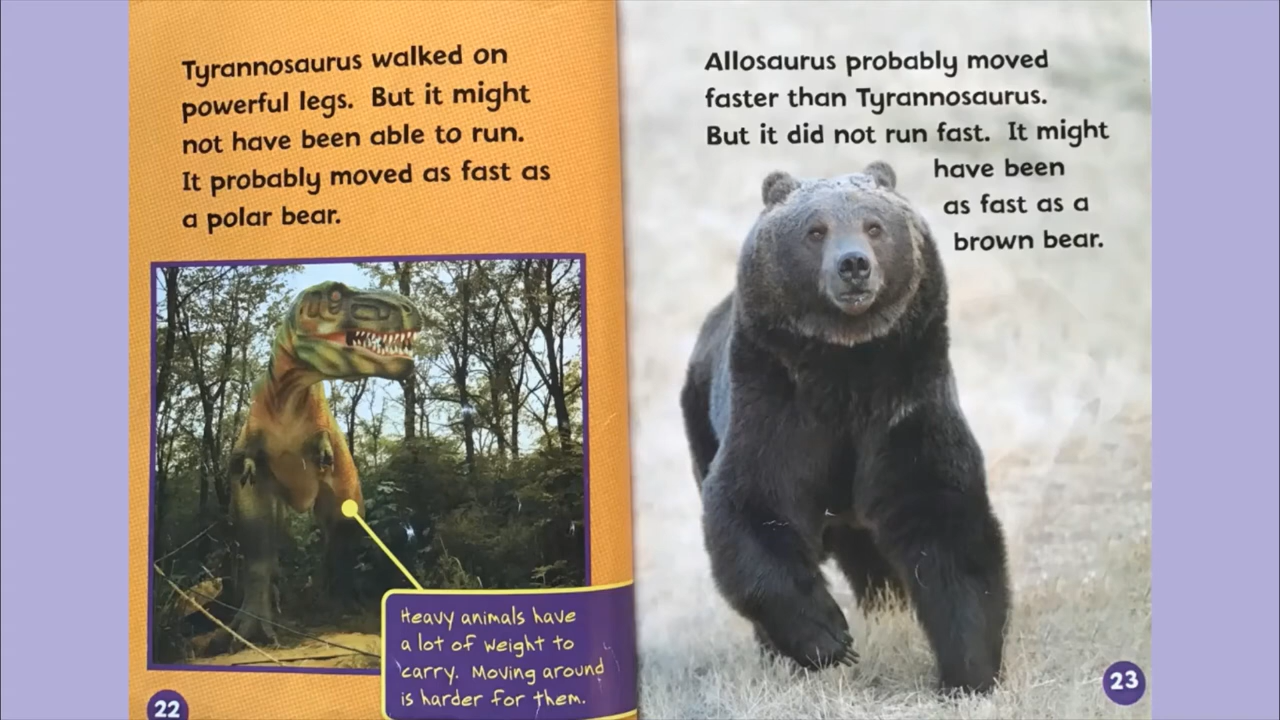 Tyrannosaurus walked on
powerful legs. But it might
not have been able to run.
It probably moved as fast as
a polar bear.
Heavy animals have
a lot of weight to
carry. Moving around
is harder for them.
22
Allosaurus probably moved
faster than Tyrannosaurus.
But it did not run fast. It might
have been
as fast as a
brown bear.
23